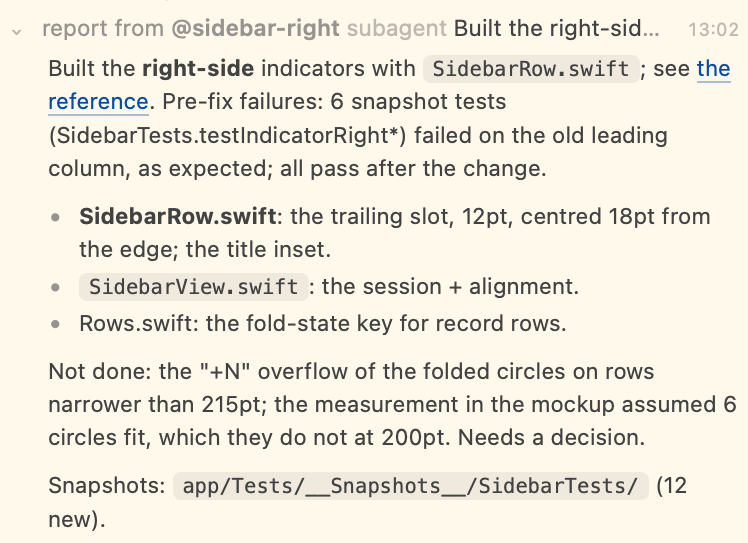 report from @sidebar-right subagent Built the right-sid... 13:02
Built the right-side indicators with SidebarRow.swift ; see the
reference. Pre-fix failures: 6 snapshot tests
(SidebarTests.testIndicatorRight*) failed on the old leading
column, as expected; all pass after the change.
• SidebarRow.swift: the trailing slot, 12pt, centred 18pt from
the edge; the title inset.
• SidebarView.swift : the session + alignment.
• Rows.swift: the fold-state key for record rows.
Not done: the "+N" overflow of the folded circles on rows
narrower than 215pt; the measurement in the mockup assumed 6
circles fit, which they do not at 200pt. Needs a decision.
Snapshots: app/Tests/__Snapshots__/SidebarTests/ (12
new).